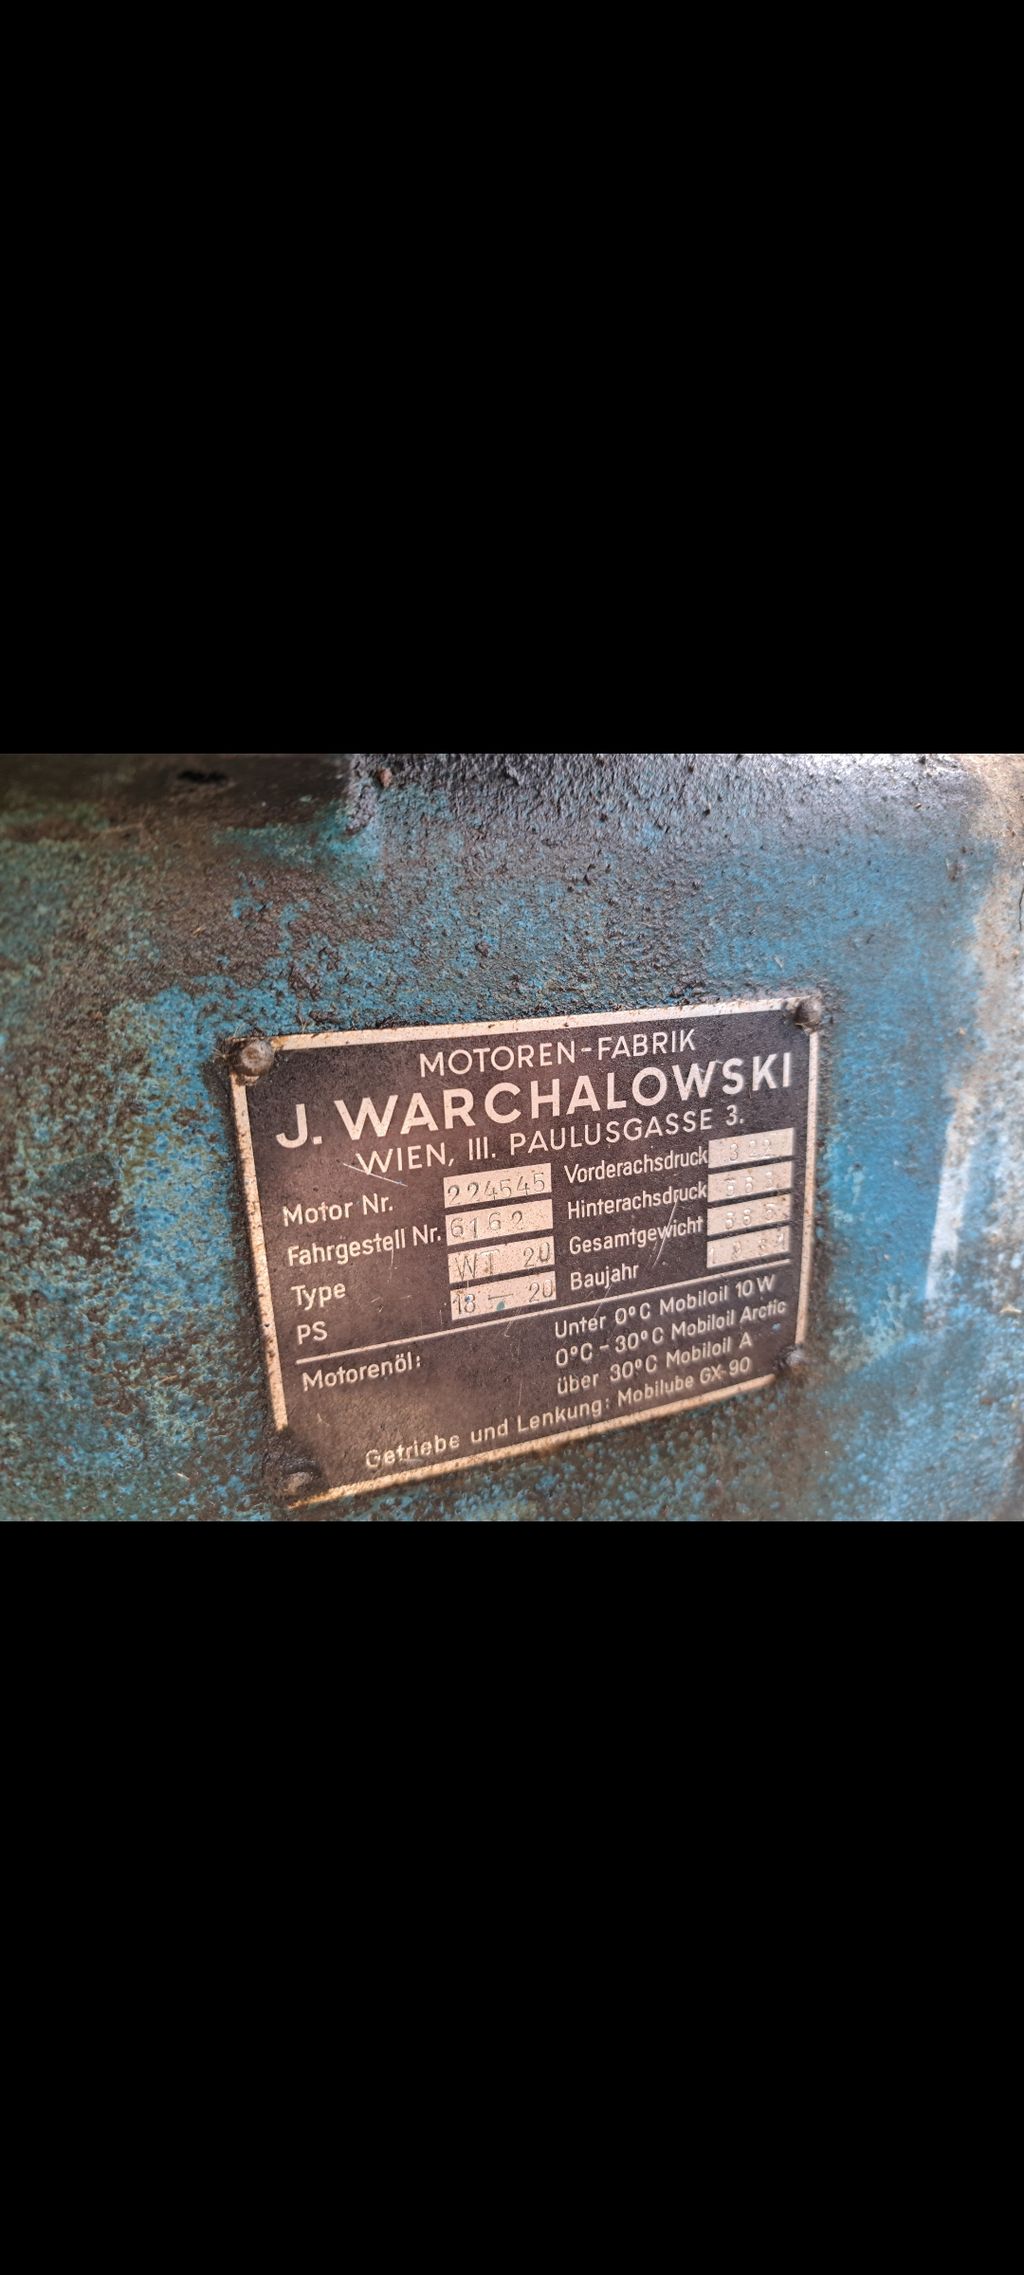 MOTOREN-FABRIK
J. WARCHALOWSKI
WIEN, III. PAULUSGASSE 3.
Motor Nr. 224545
Fahrgestell Nr. 6162
Type WT 20
PS 18 — 20
Vorderachsdruck
Hinterachsdruck
Gesamtgewicht
Baujahr
Motorenöl:
Unter 0°C Mobiloil 10 W
0°C - 30°C Mobiloil Arctic
über 30°C Mobiloil A
Getriebe und Lenkung: Mobilube GX-90